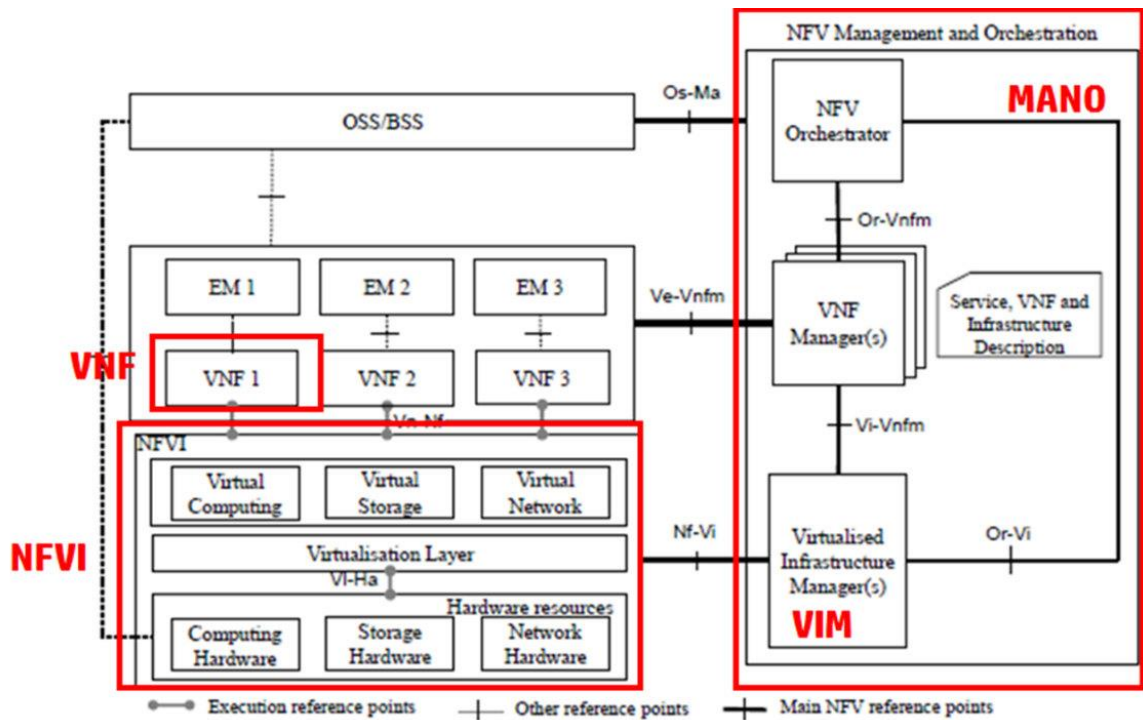 NFV Management and Orchestration
Os-Ma
MANO
OSS/BSS
NFV
Orchestrator
Or-Vnfm
EM 1
EM 2
EM 3
Ve-Vnfm
VNF
Manager(s)
Service, VNF and
Infrastructure
Description
VNF
VNF 1
VNF 2
VNF 3
Vn-Nf
Vi-Vnfm
NFVI
Virtual
Computing
Virtual
Storage
Virtual
Network
NFVI
Virtualisation Layer
Nf-Vi
Virtualised
Infrastructure
Manager(s)
Or-Vi
VI-Ha
VIM
Hardware resources
Computing
Hardware
Storage
Hardware
Network
Hardware
Execution reference points
Other reference points
Main NFV reference points